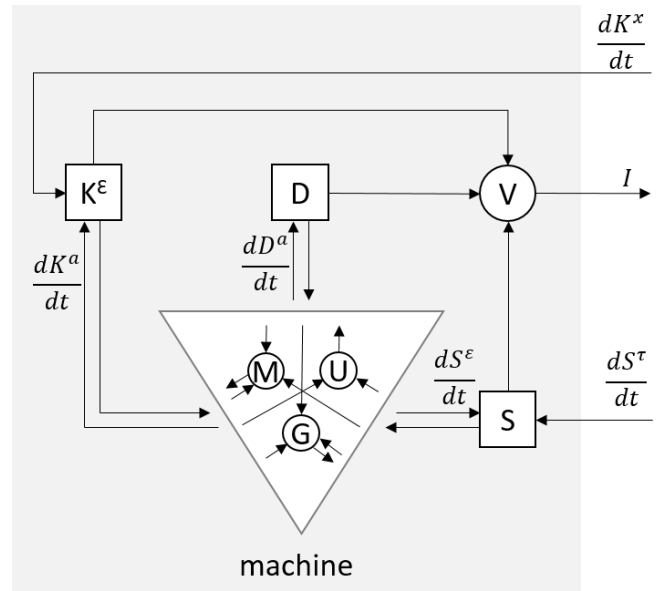 dK^x/dt
K^ε
D
V
I
dK^a/dt
dD^a/dt
M
U
G
dS^ε/dt
dS^τ/dt
S
machine